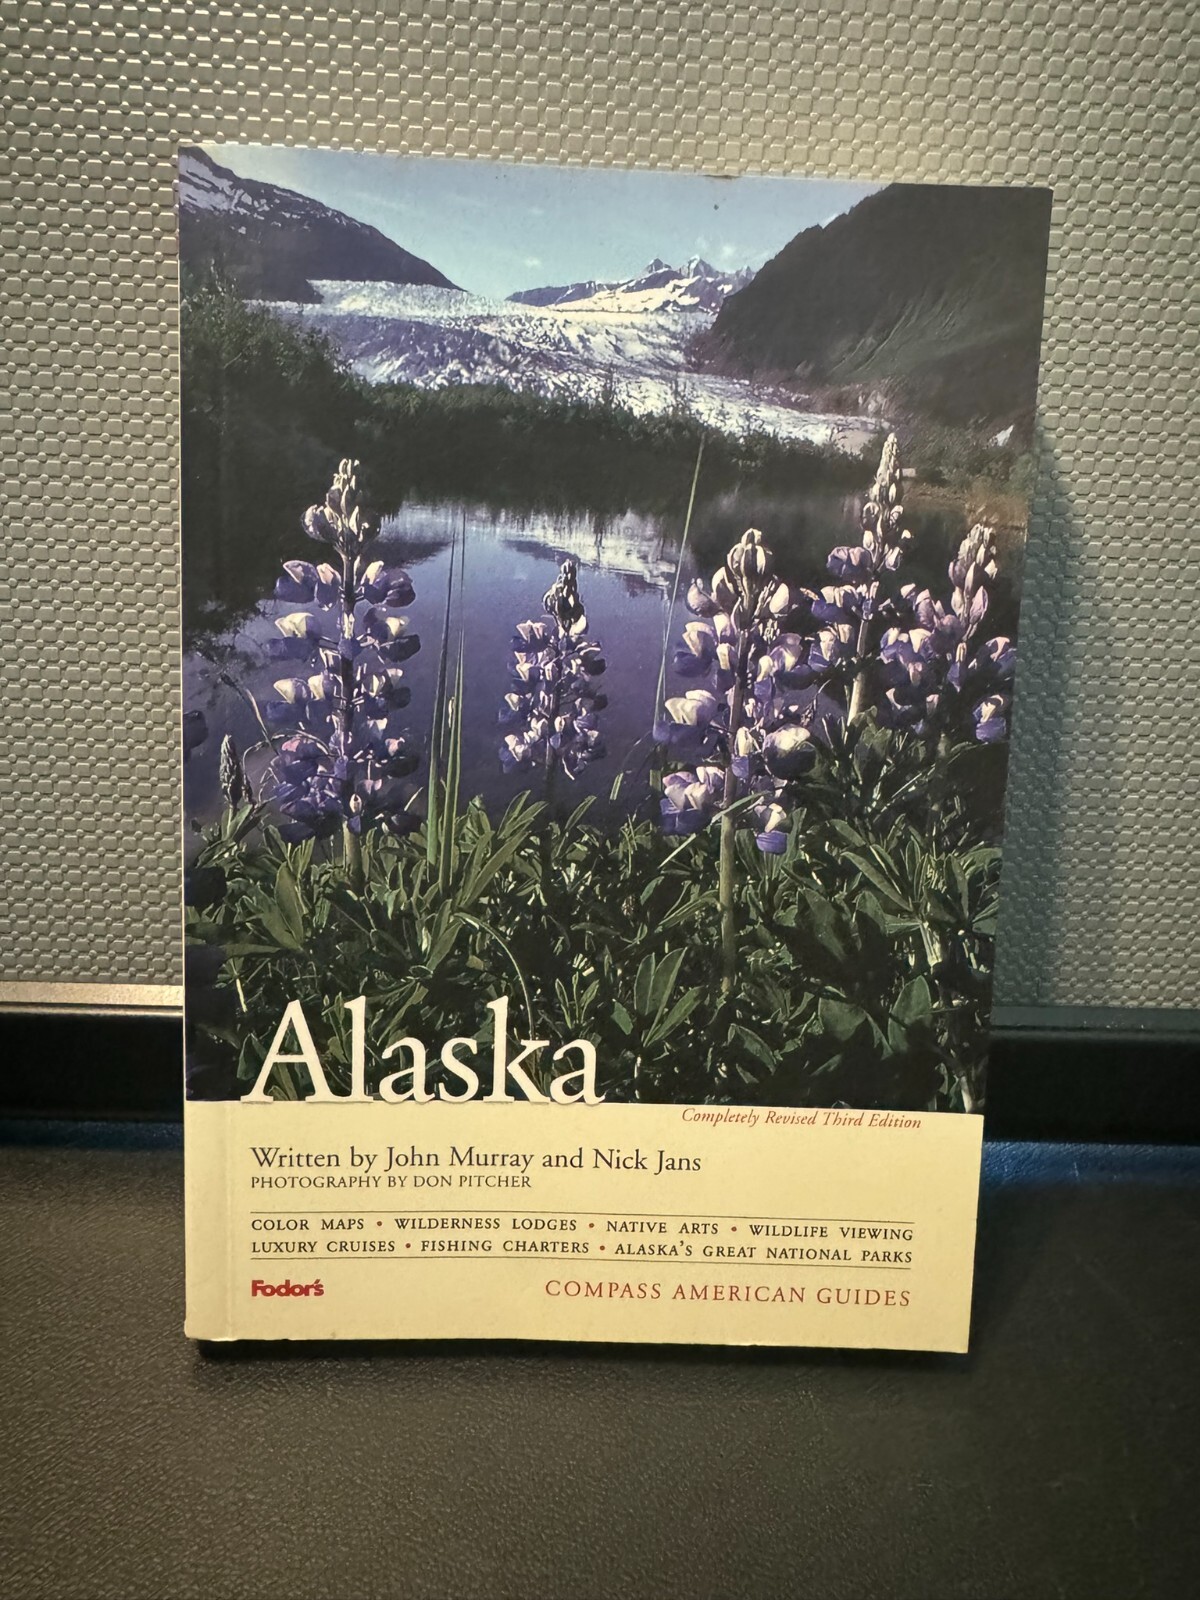 Alaska
Completely Revised Third Edition
Written by John Murray and Nick Jans
PHOTOGRAPHY BY DON PITCHER
COLOR MAPS • WILDERNESS LODGES • NATIVE ARTS • WILDLIFE VIEWING
LUXURY CRUISES • FISHING CHARTERS • ALASKA'S GREAT NATIONAL PARKS
Fodor's COMPASS AMERICAN GUIDES